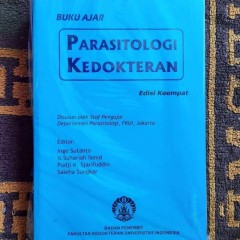 BUKU AJAR
PARASITOLOGI
KEDOKTERAN
Edisi Keempat
Disusun oleh Staf Pengajar
Departemen Parasitologi, FKUI, Jakarta
Editor:
Inge Sutanto
Is Suhariah Ismid
Pudji K. Sjarifuddin
Saleha Sungkar
BADAN PENERBIT
FAKULTAS KEDOKTERAN UNIVERSITAS INDONESIA